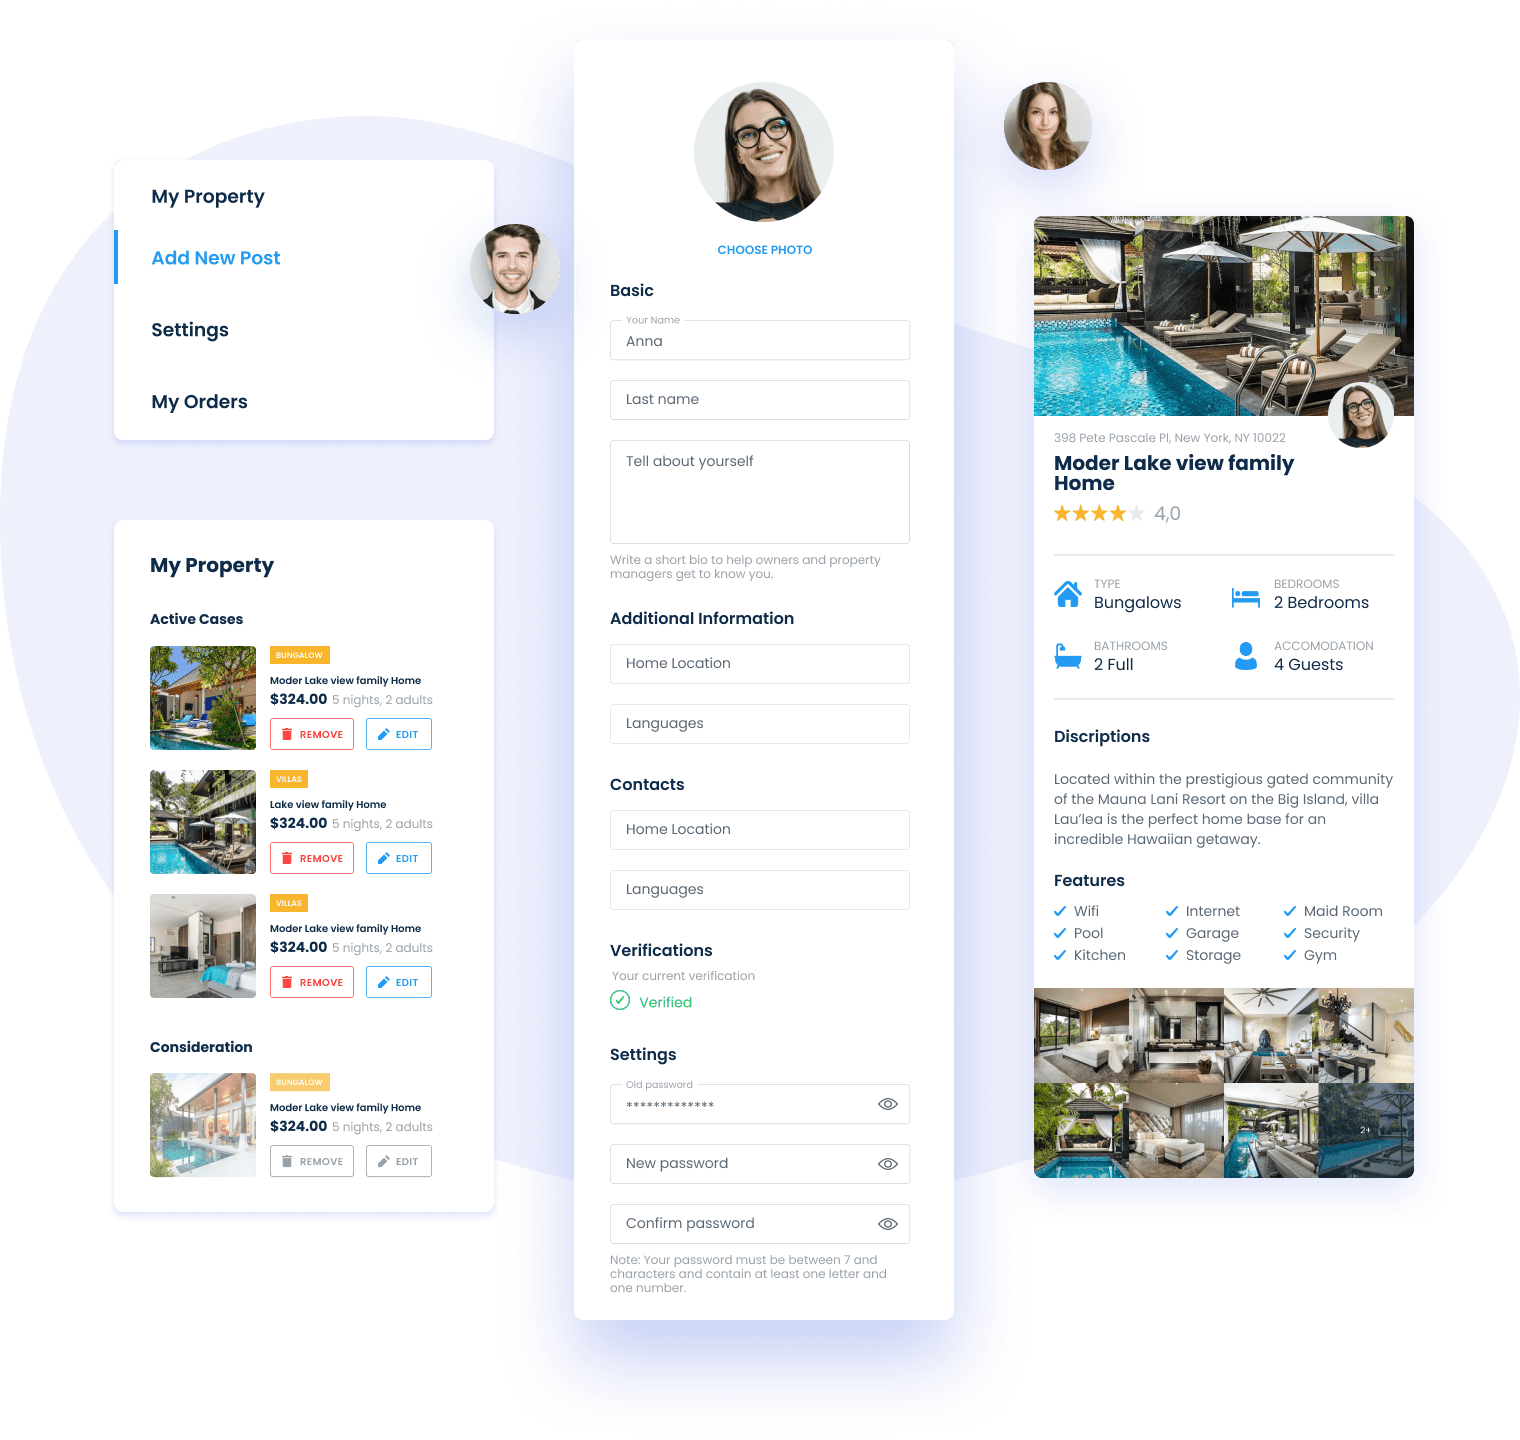 My Property
Add New Post
Settings
My Orders
My Property
Active Cases
BUNGALOW
Moder Lake view family Home
$324.00 5 nights, 2 adults
REMOVE EDIT
VILLAS
Lake view family Home
$324.00 5 nights, 2 adults
REMOVE EDIT
VILLAS
Moder Lake view family Home
$324.00 5 nights, 2 adults
REMOVE EDIT
Consideration
BUNGALOW
Moder Lake view family Home
$324.00 5 nights, 2 adults
REMOVE EDIT
CHOOSE PHOTO
Basic
Your Name
Anna
Last name
Tell about yourself
Write a short bio to help owners and property
managers get to know you.
Additional Information
Home Location
Languages
Contacts
Home Location
Languages
Verifications
Your current verification
Verified
Settings
Old password
*************
New password
Confirm password
Note: Your password must be between 7 and
characters and contain at least one letter and
one number.
398 Pete Pascale Pl, New York, NY 10022
Moder Lake view family
Home
4,0
TYPE BEDROOMS
Bungalows 2 Bedrooms
BATHROOMS ACCOMODATION
2 Full 4 Guests
Discriptions
Located within the prestigious gated community
of the Mauna Lani Resort on the Big Island, villa
Lau’lea is the perfect home base for an
incredible Hawaiian getaway.
Features
Wifi Internet Maid Room
Pool Garage Security
Kitchen Storage Gym
2+